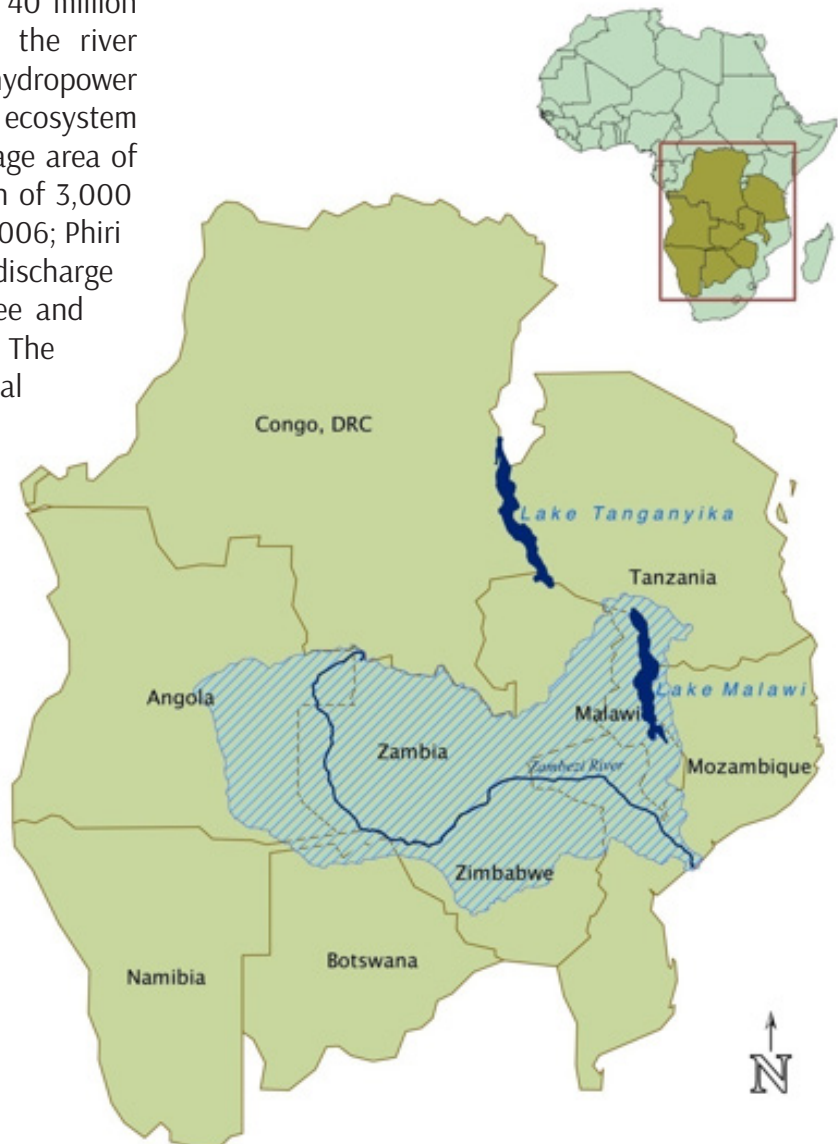 40 million
the river
hydropower
ecosystem
age area of
n of 3,000
006; Phiri
discharge
ee and
The
al
Congo, DRC
Lake Tanganyika
Tanzania
Angola
Lake Malawi
Malawi
Zambia
Zambezi River
Mozambique
Zimbabwe
Botswana
Namibia
N